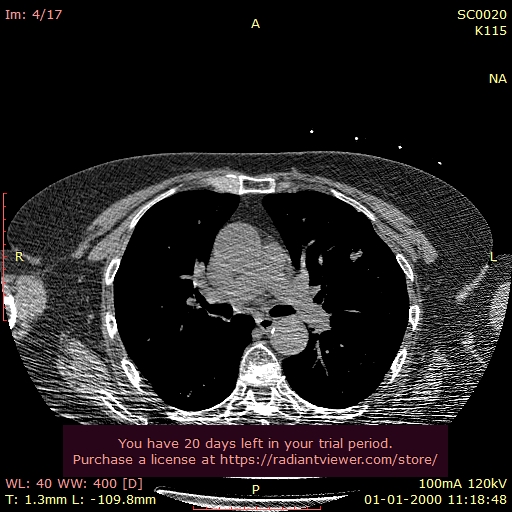 Im: 4/17
SC0020
K115
A
NA
R
L
You have 20 days left in your trial period.
Purchase a license at https://radiantviewer.com/store/
WL: 40 WW: 400 [D]
P
100mA 120kV
T: 1.3mm L: -109.8mm
01-01-2000 11:18:48